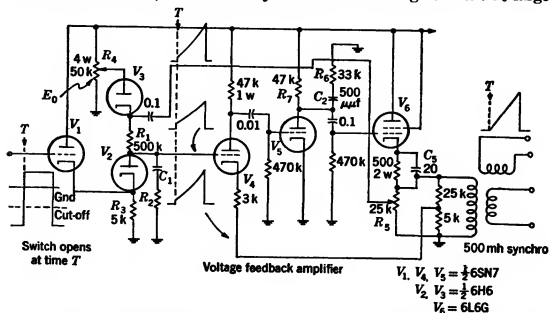 T
T
4 w
50 k
R4
E0
V3
0.1
T
V1
R1
500 k
V2
C1
R2
R3
5 k
Gnd
Cut-off
Switch opens
at time T
47 k
1 w
0.01
V4
3 k
470 k
47 k
R7
V5
R6
33 k
C2
500
μμf
0.1
470 k
V6
500
2 w
C5
20
25 k
R5
25 k
5 k
T
500 mh synchro
Voltage feedback amplifier
V1, V4, V5 = ½ 6SN7
V2, V3 = ½ 6H6
V6 = 6L6G